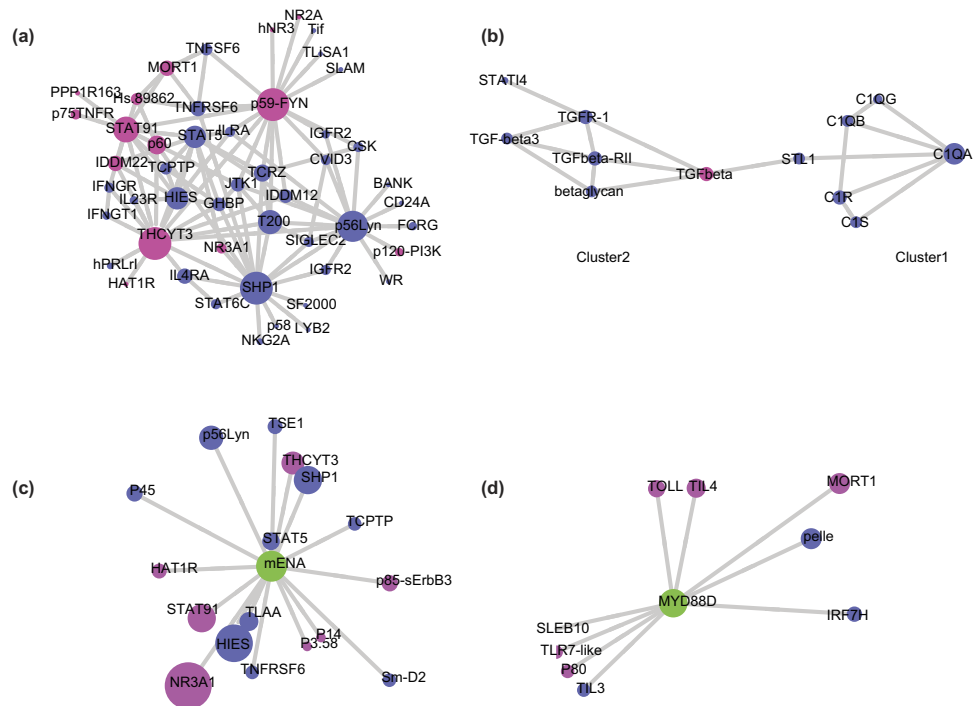 (a)
NR2A
hNR3
Tif
TNFSF6
TLiSA1
MORT1
SLAM
PPP1R163
Hs.89862
p59-FYN
p75TNFR
TNFRSF6
STAT91
STAT5
ILRA
IGFR2
p60
CSK
IDDM22
TCPTP
TCRZ
CVID3
IFNGR
JTK1
BANK
IL23R
HIES
IDDM12
CD24A
IFNGT1
GHBP
T200
p56Lyn
FCRG
THCYT3
NR3A1
SIGLEC2
p120-PI3K
hPRLrI
IL4RA
IGFR2
HAT1R
SHP1
WR
STAT6C
SF2000
p58
LYB2
NKG2A
(b)
STATI4
C1QG
TGFR-1
C1QB
TGF-beta3
TGFbeta-RII
STL1
C1QA
TGFbeta
betaglycan
C1R
C1S
Cluster2
Cluster1
(c)
TSE1
p56Lyn
THCYT3
SHP1
P45
TCPTP
STAT5
mENA
HAT1R
p85-sErbB3
STAT91
TLAA
P14
HIES
P3.58
TNFRSF6
Sm-D2
NR3A1
(d)
TOLL
TIL4
MORT1
pelle
MYD88D
IRF7H
SLEB10
TLR7-like
P80
TIL3